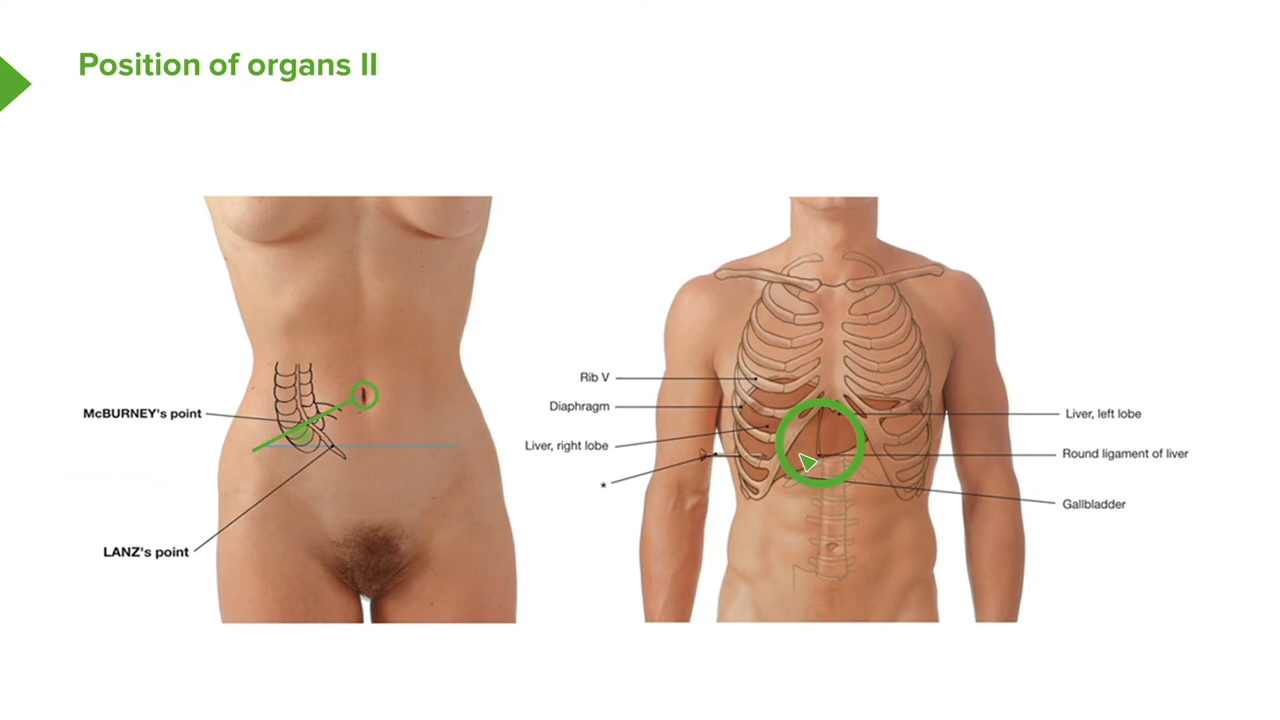 Position of organs II
McBURNEY's point
LANZ's point
Rib V
Diaphragm
Liver, right lobe
*
Liver, left lobe
Round ligament of liver
Gallbladder